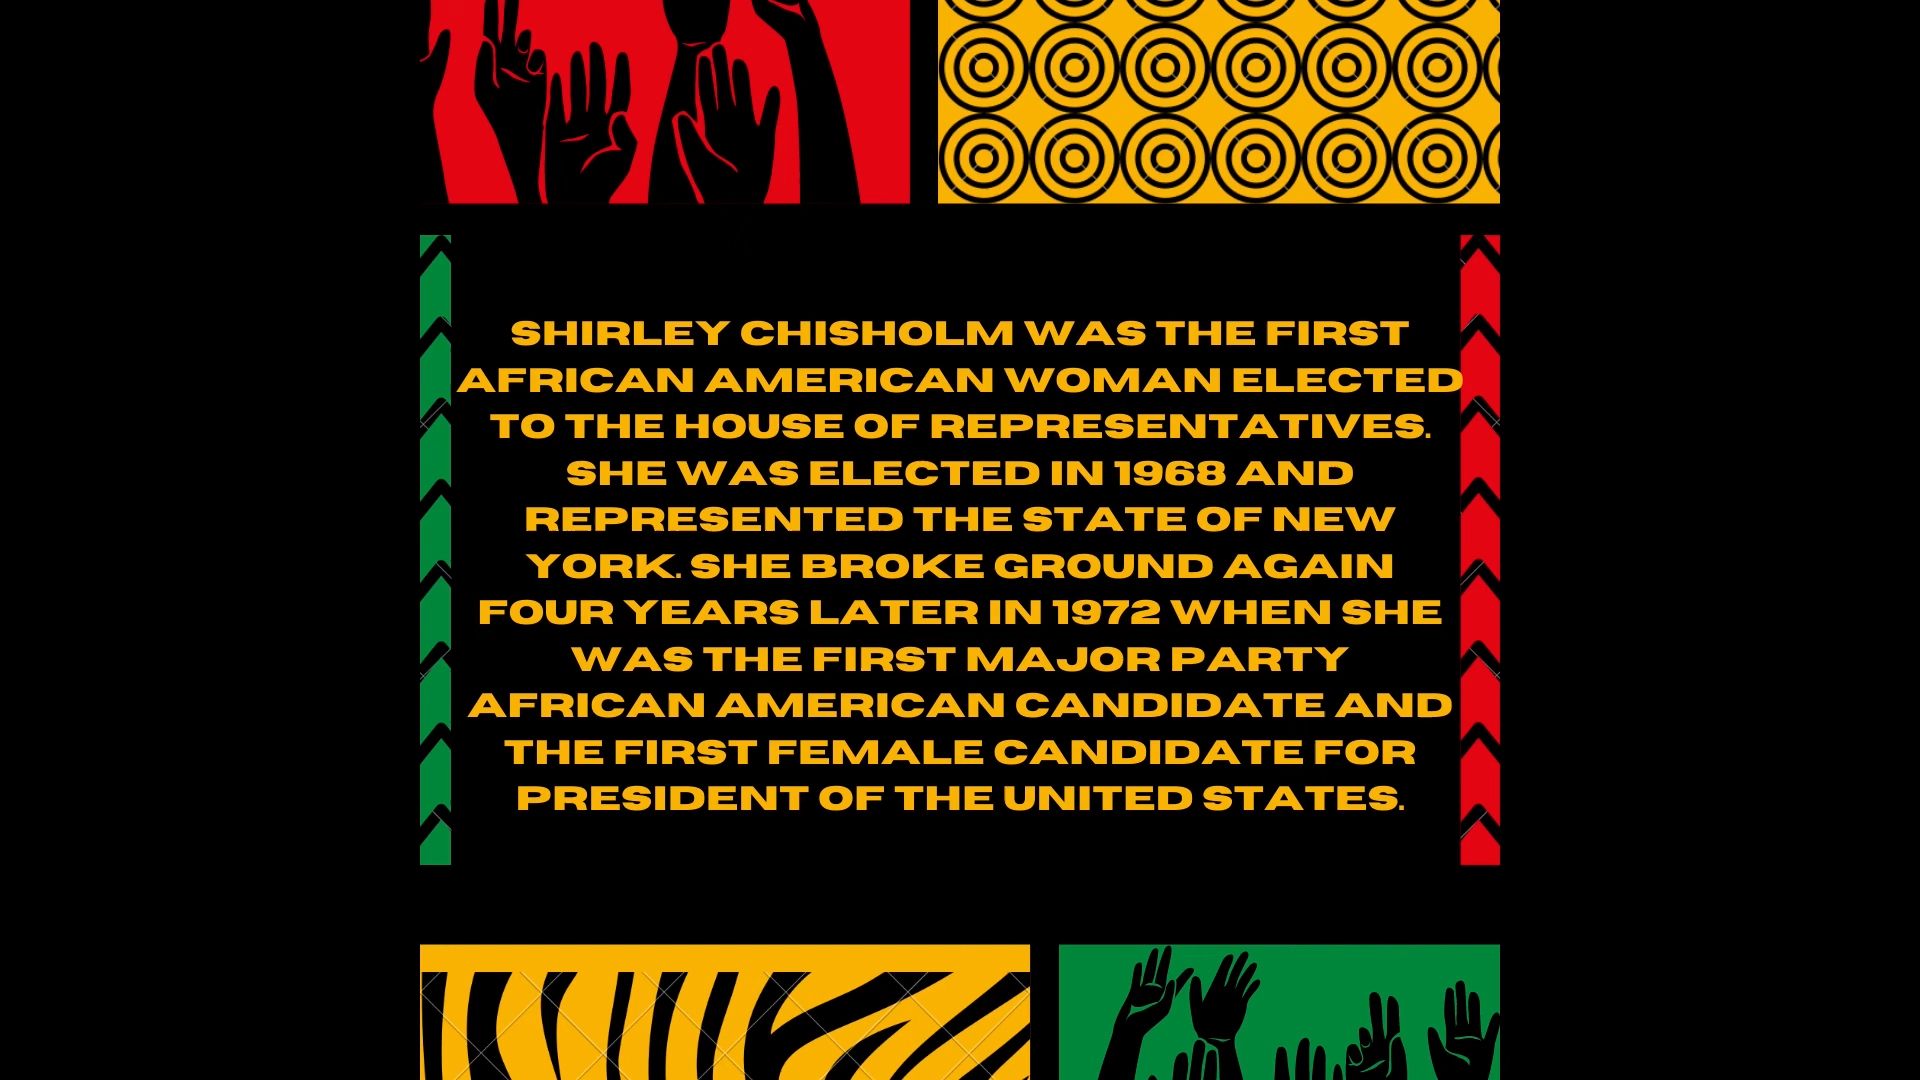 SHIRLEY CHISHOLM WAS THE FIRST
AFRICAN AMERICAN WOMAN ELECTED
TO THE HOUSE OF REPRESENTATIVES.
SHE WAS ELECTED IN 1968 AND
REPRESENTED THE STATE OF NEW
YORK. SHE BROKE GROUND AGAIN
FOUR YEARS LATER IN 1972 WHEN SHE
WAS THE FIRST MAJOR PARTY
AFRICAN AMERICAN CANDIDATE AND
THE FIRST FEMALE CANDIDATE FOR
PRESIDENT OF THE UNITED STATES.